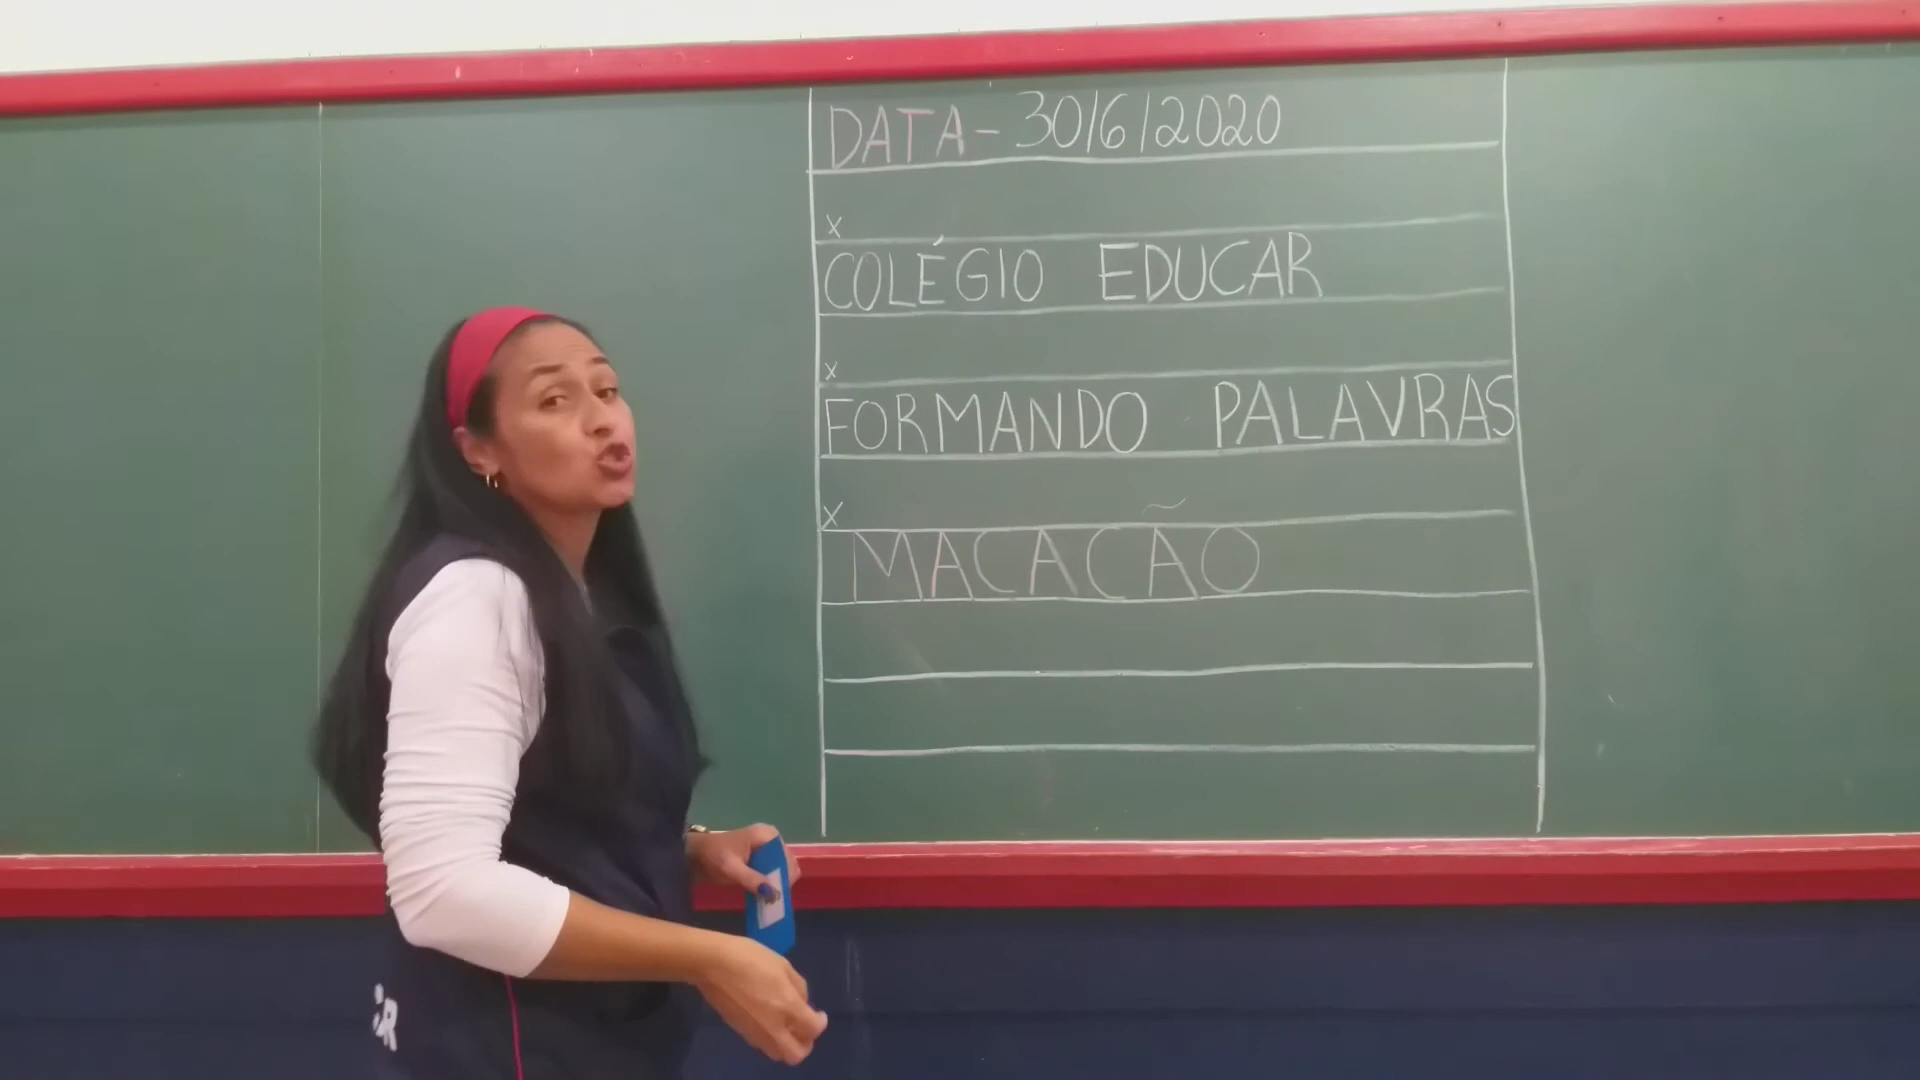 DATA- 30/6/2020
x
COLÉGIO EDUCAR
x
FORMANDO PALAVRAS
x
MACACÃO